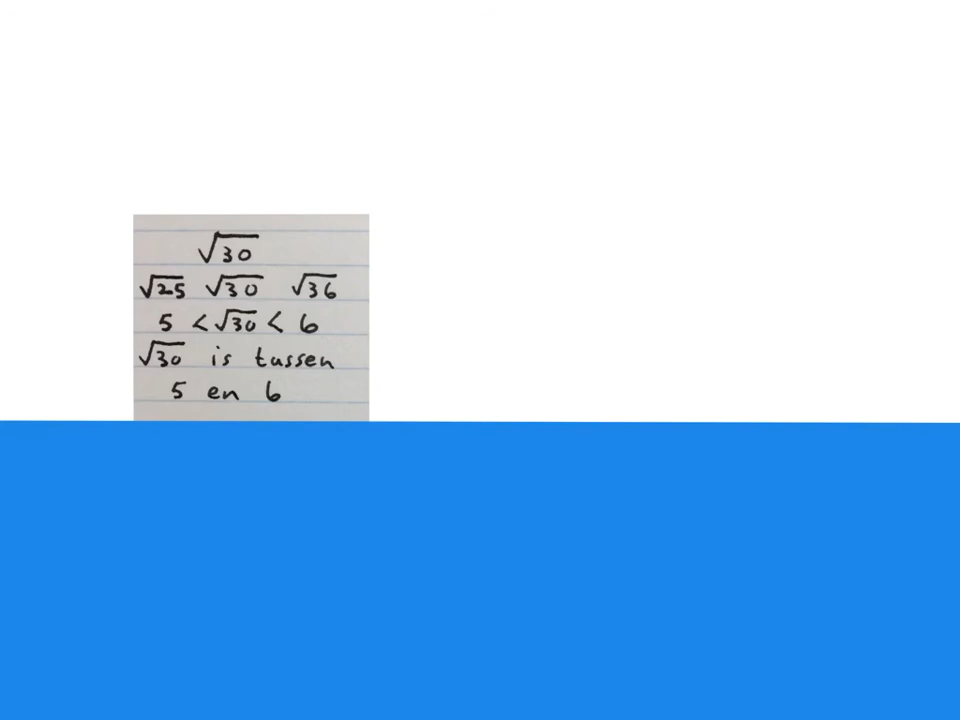 √30
√25 √30 √36
5 < √30 < 6
√30 is tussen
5 en 6